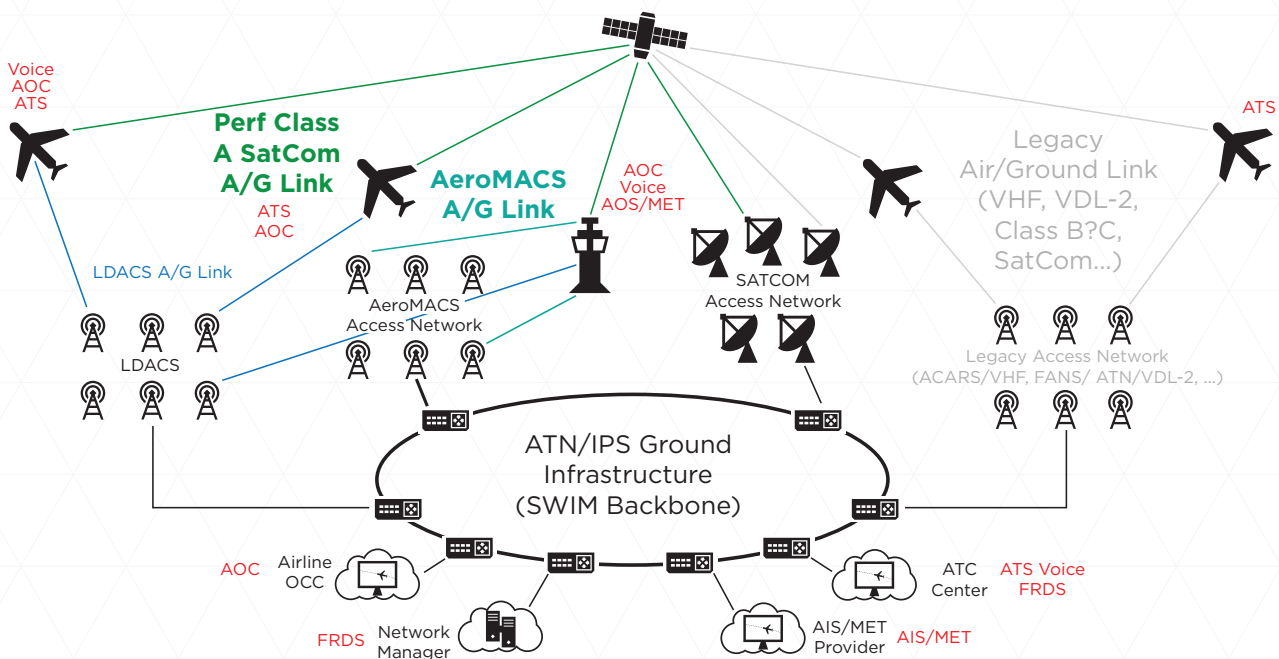 Voice
AOC
ATS
Perf Class
A SatCom
A/G Link
ATS
AOC
AeroMACS
A/G Link
AOC
Voice
AOS/MET
Legacy
Air/Ground Link
(VHF, VDL-2,
Class B?C,
SatCom...)
ATS
LDACS A/G Link
AeroMACS
Access Network
SATCOM
Access Network
LDACS
Legacy Access Network
(ACARS/VHF, FANS/ ATN/VDL-2, ...)
ATN/IPS Ground
Infrastructure
(SWIM Backbone)
AOC
Airline
OCC
FRDS
Network
Manager
AIS/MET
Provider
AIS/MET
ATC
Center
ATS Voice
FRDS